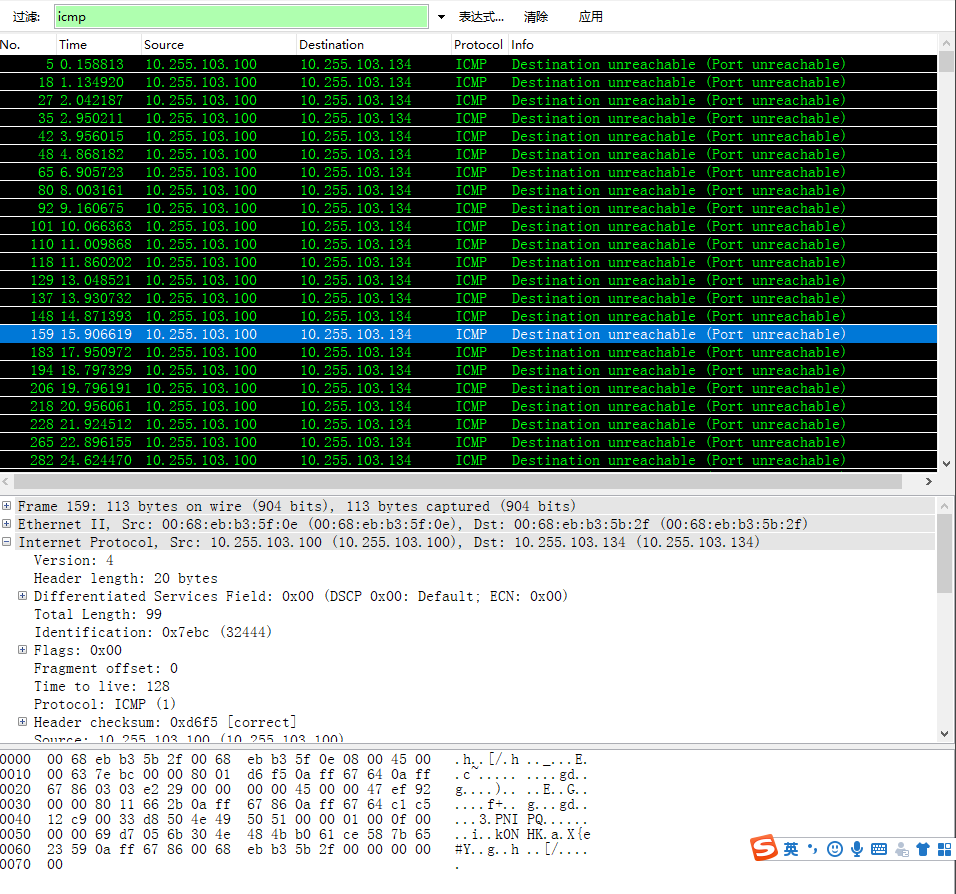 过滤: icmp 表达式... 清除 应用
No. Time Source Destination Protocol Info
5 0.158813 10.255.103.100 10.255.103.134 ICMP Destination unreachable (Port unreachable)
18 1.134920 10.255.103.100 10.255.103.134 ICMP Destination unreachable (Port unreachable)
27 2.042187 10.255.103.100 10.255.103.134 ICMP Destination unreachable (Port unreachable)
35 2.950211 10.255.103.100 10.255.103.134 ICMP Destination unreachable (Port unreachable)
42 3.956015 10.255.103.100 10.255.103.134 ICMP Destination unreachable (Port unreachable)
48 4.868182 10.255.103.100 10.255.103.134 ICMP Destination unreachable (Port unreachable)
65 6.905723 10.255.103.100 10.255.103.134 ICMP Destination unreachable (Port unreachable)
80 8.003161 10.255.103.100 10.255.103.134 ICMP Destination unreachable (Port unreachable)
92 9.160675 10.255.103.100 10.255.103.134 ICMP Destination unreachable (Port unreachable)
101 10.066363 10.255.103.100 10.255.103.134 ICMP Destination unreachable (Port unreachable)
110 11.009868 10.255.103.100 10.255.103.134 ICMP Destination unreachable (Port unreachable)
118 11.860202 10.255.103.100 10.255.103.134 ICMP Destination unreachable (Port unreachable)
129 13.048521 10.255.103.100 10.255.103.134 ICMP Destination unreachable (Port unreachable)
137 13.930732 10.255.103.100 10.255.103.134 ICMP Destination unreachable (Port unreachable)
148 14.871393 10.255.103.100 10.255.103.134 ICMP Destination unreachable (Port unreachable)
159 15.906619 10.255.103.100 10.255.103.134 ICMP Destination unreachable (Port unreachable)
183 17.950972 10.255.103.100 10.255.103.134 ICMP Destination unreachable (Port unreachable)
194 18.797329 10.255.103.100 10.255.103.134 ICMP Destination unreachable (Port unreachable)
206 19.796191 10.255.103.100 10.255.103.134 ICMP Destination unreachable (Port unreachable)
218 20.956061 10.255.103.100 10.255.103.134 ICMP Destination unreachable (Port unreachable)
228 21.924512 10.255.103.100 10.255.103.134 ICMP Destination unreachable (Port unreachable)
265 22.896155 10.255.103.100 10.255.103.134 ICMP Destination unreachable (Port unreachable)
282 24.624470 10.255.103.100 10.255.103.134 ICMP Destination unreachable (Port unreachable)
Frame 159: 113 bytes on wire (904 bits), 113 bytes captured (904 bits)
Ethernet II, Src: 00:68:eb:b3:5f:0e (00:68:eb:b3:5f:0e), Dst: 00:68:eb:b3:5b:2f (00:68:eb:b3:5b:2f)
Internet Protocol, Src: 10.255.103.100 (10.255.103.100), Dst: 10.255.103.134 (10.255.103.134)
Version: 4
Header length: 20 bytes
Differentiated Services Field: 0x00 (DSCP 0x00: Default; ECN: 0x00)
Total Length: 99
Identification: 0x7ebc (32444)
Flags: 0x00
Fragment offset: 0
Time to live: 128
Protocol: ICMP (1)
Header checksum: 0xd6f5 [correct]
Source: 10.255.103.100 (10.255.103.100)
0000 00 68 eb b3 5b 2f 00 68 eb b3 5f 0e 08 00 45 00 .h..[/.h .._...E.
0010 00 63 7e bc 00 00 80 01 d6 f5 0a ff 67 64 0a ff .c~..... ....gd..
0020 67 86 03 03 e2 29 00 00 00 00 45 00 00 47 ef 92 g....).. ..E..G..
0030 00 00 80 11 66 2b 0a ff 67 86 0a ff 67 64 c1 c5 ....f+.. g...gd..
0040 12 c9 00 33 d8 50 4e 49 50 51 00 00 01 00 0f 00 ...3.PNI PQ......
0050 00 00 69 d7 05 6b 30 4e 48 4b b0 61 ce 58 7b 65 ..i..k0N HK.a.X{e
0060 23 59 0a ff 67 86 00 68 eb b3 5b 2f 00 00 00 00 #Y..g..h ..[/....
0070 00 .
S 英